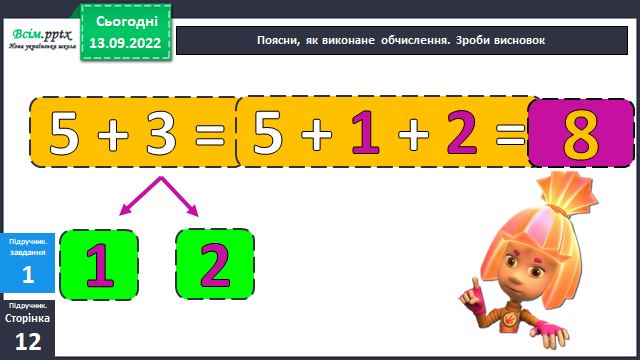 Всім.pptx
Нова українська школа
Сьогодні
13.09.2022
Поясни, як виконане обчислення. Зроби висновок
5 + 3 = 5 + 1 + 2 = 8
1 2
Підручник.
завдання
1
Підручник.
Сторінка
12